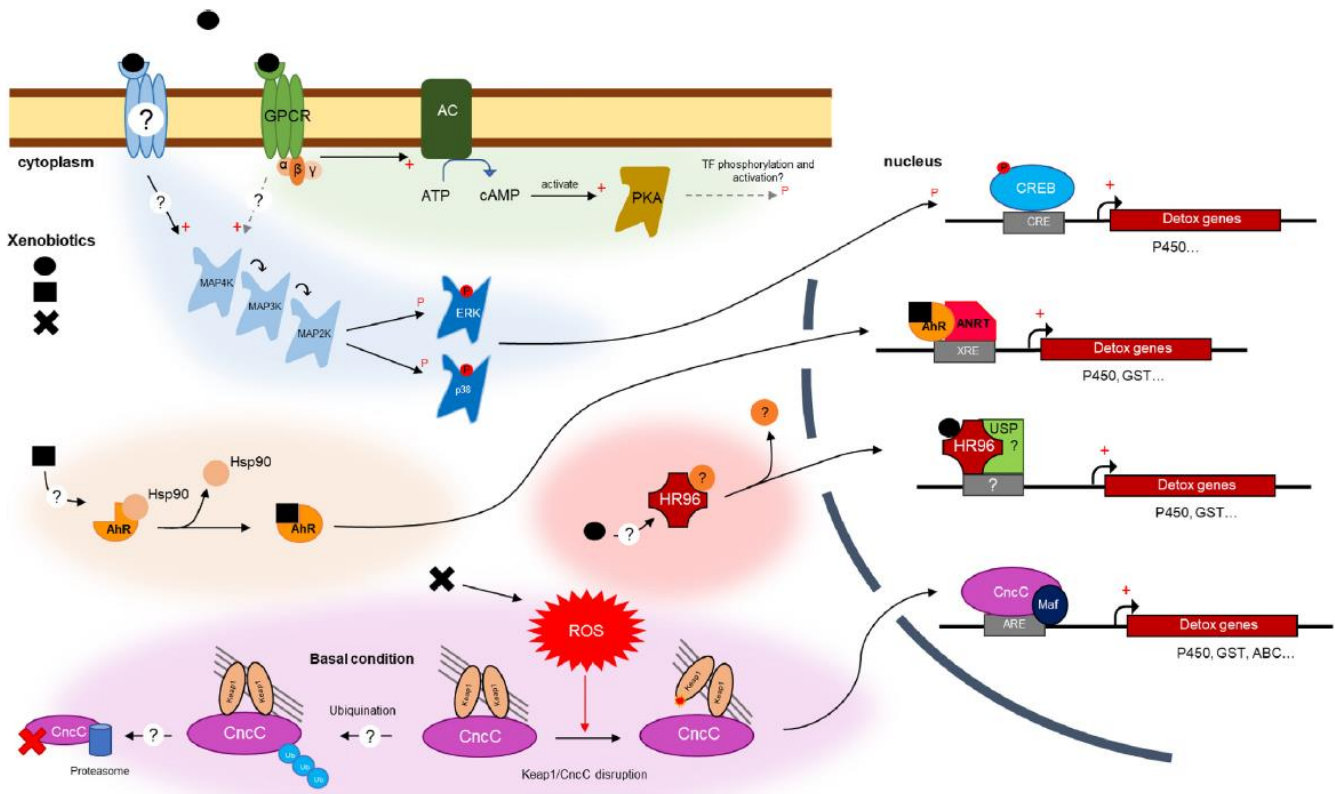 ?
GPCR
AC
cytoplasm
α
β
γ
+
ATP
cAMP
activate
+
PKA
TF phosphorylation and
activation?
P
nucleus
P
P
CREB
CRE
+
Detox genes
P450...
?
?
+
+
Xenobiotics
MAP4K
MAP3K
MAP2K
P
P
ERK
P
P
p38
AhR
ANRT
XRE
+
Detox genes
P450, GST...
?
Hsp90
Hsp90
AhR
AhR
?
?
HR96
?
HR96
USP
?
?
+
Detox genes
P450, GST...
ROS
Basal condition
Keap1
Keap1
CncC
Ub
Ub
Ub
Ubiquination
?
Keap1
Keap1
CncC
Keap1
Keap1
CncC
Keap1/CncC disruption
CncC
Proteasome
?
CncC
Maf
ARE
+
Detox genes
P450, GST, ABC...